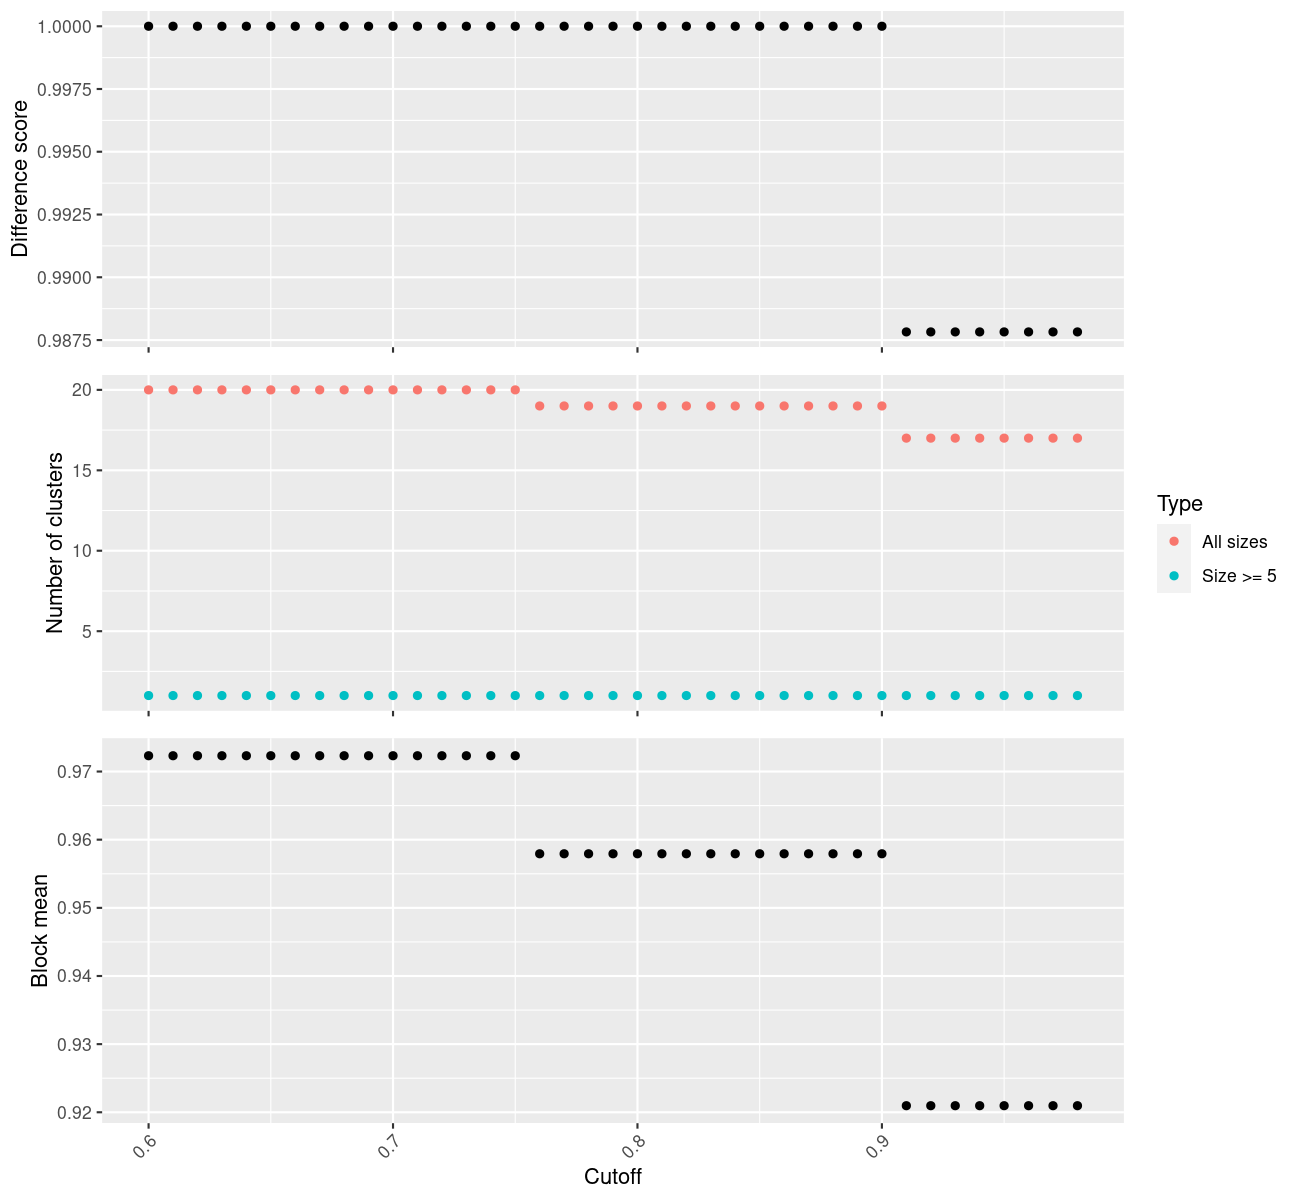 Difference score
1.0000
0.9975
0.9950
0.9925
0.9900
0.9875
Number of clusters
20
15
10
5
Type
All sizes
Size >= 5
Block mean
0.97
0.96
0.95
0.94
0.93
0.92
0.6
0.7
0.8
0.9
Cutoff